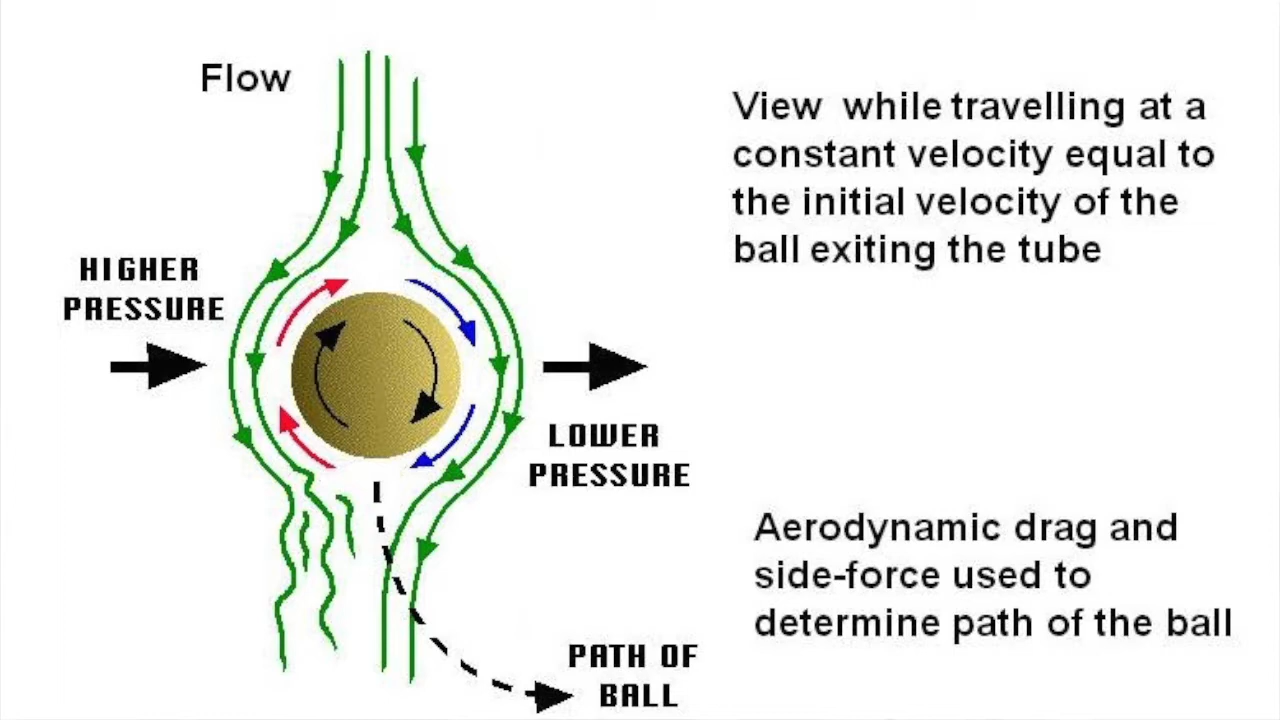 Flow
View while travelling at a
constant velocity equal to
the initial velocity of the
ball exiting the tube
HIGHER
PRESSURE
LOWER
PRESSURE
Aerodynamic drag and
side-force used to
determine path of the ball
PATH OF
BALL